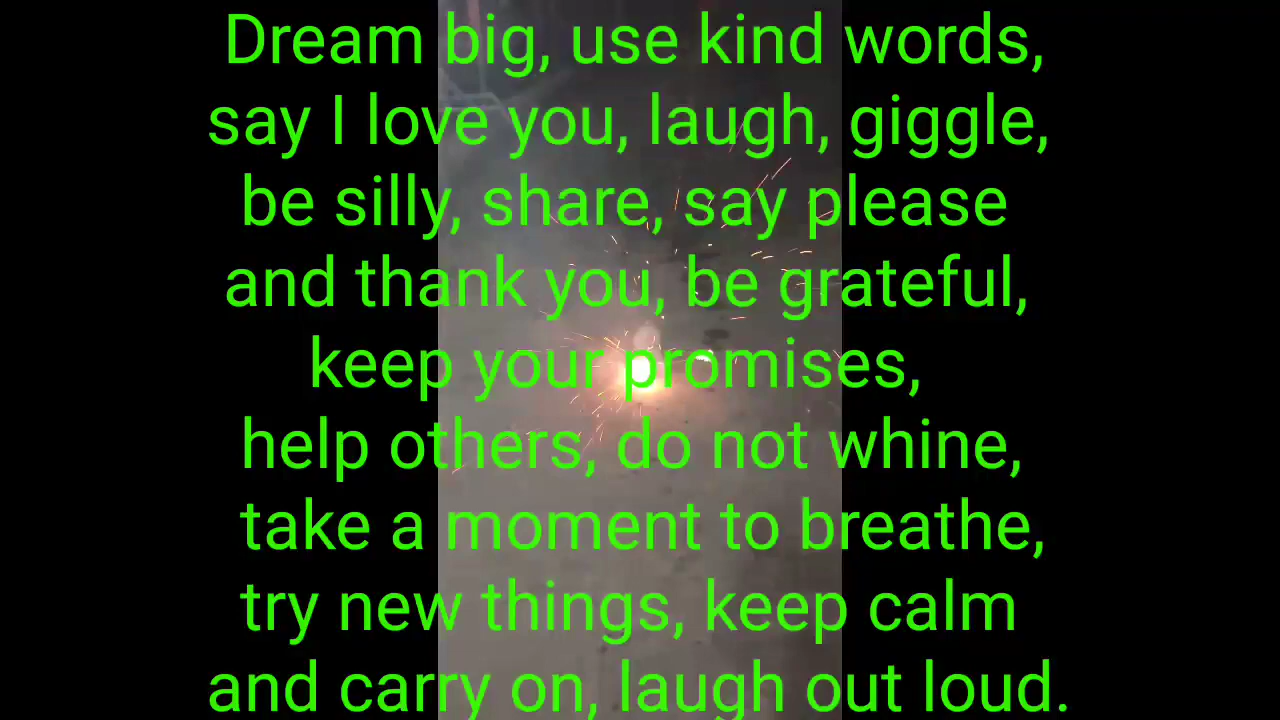 Dream big, use kind words,
say I love you, laugh, giggle,
be silly, share, say please
and thank you, be grateful,
keep your promises,
help others, do not whine,
take a moment to breathe,
try new things, keep calm
and carry on, laugh out loud.